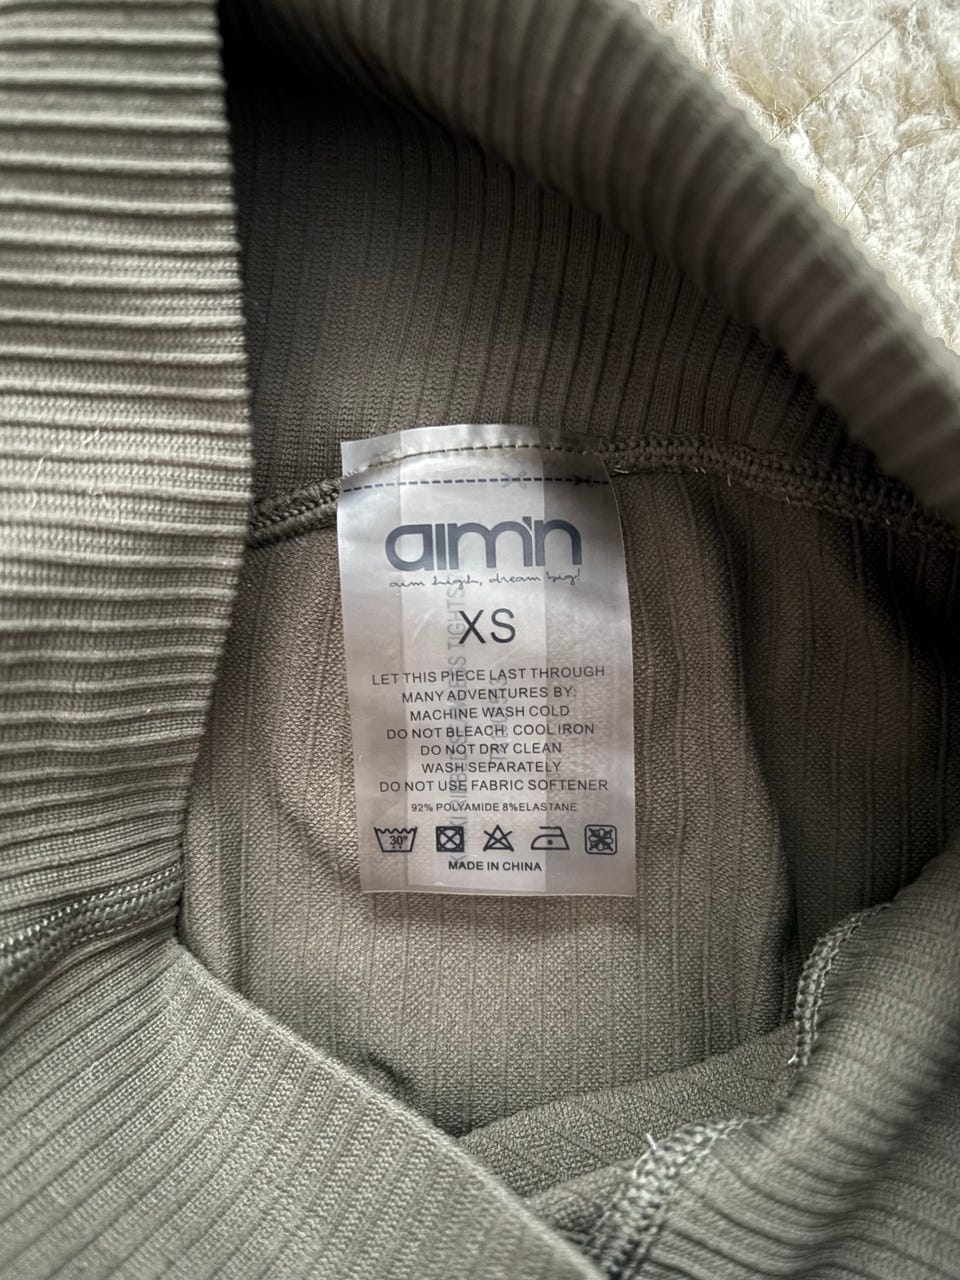 aim'n
aim high, dream big!
XS
LET THIS PIECE LAST THROUGH
MANY ADVENTURES BY:
MACHINE WASH COLD
DO NOT BLEACH. COOL IRON
DO NOT DRY CLEAN
WASH SEPARATELY
DO NOT USE FABRIC SOFTENER
92% POLYAMIDE 8%ELASTANE
30°
MADE IN CHINA
TIGHTS